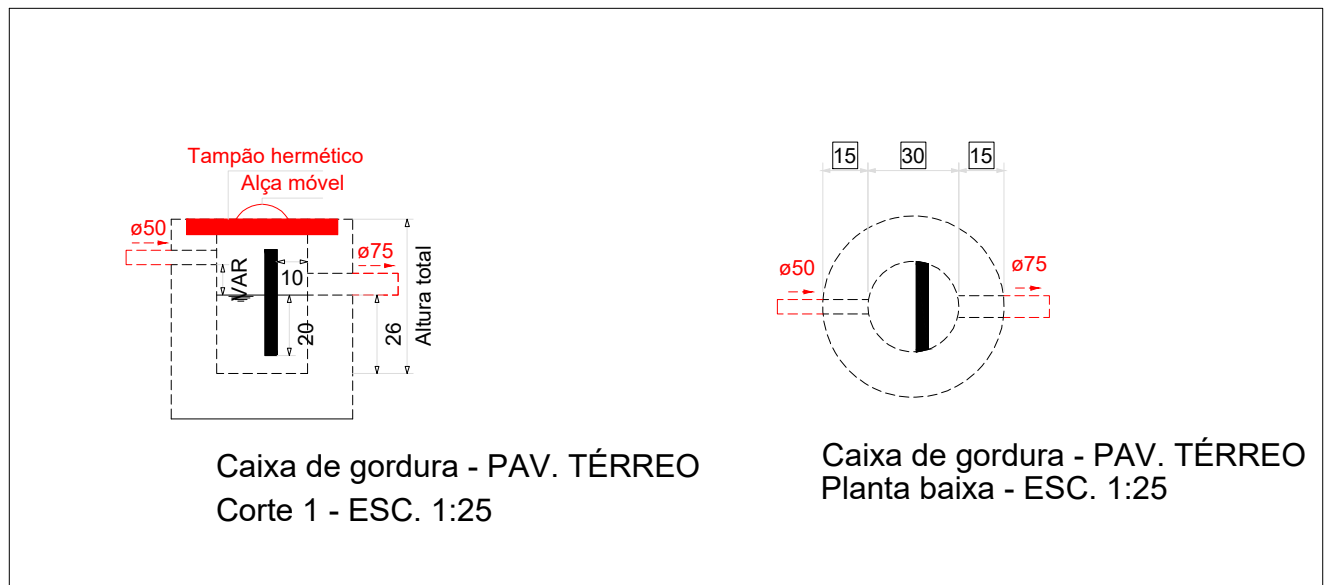 Tampão hermético
Alça móvel
ø50
ø75
VAR
10
20
26
Altura total
Caixa de gordura - PAV. TÉRREO
Corte 1 - ESC. 1:25
15
30
15
ø50
ø75
Caixa de gordura - PAV. TÉRREO
Planta baixa - ESC. 1:25